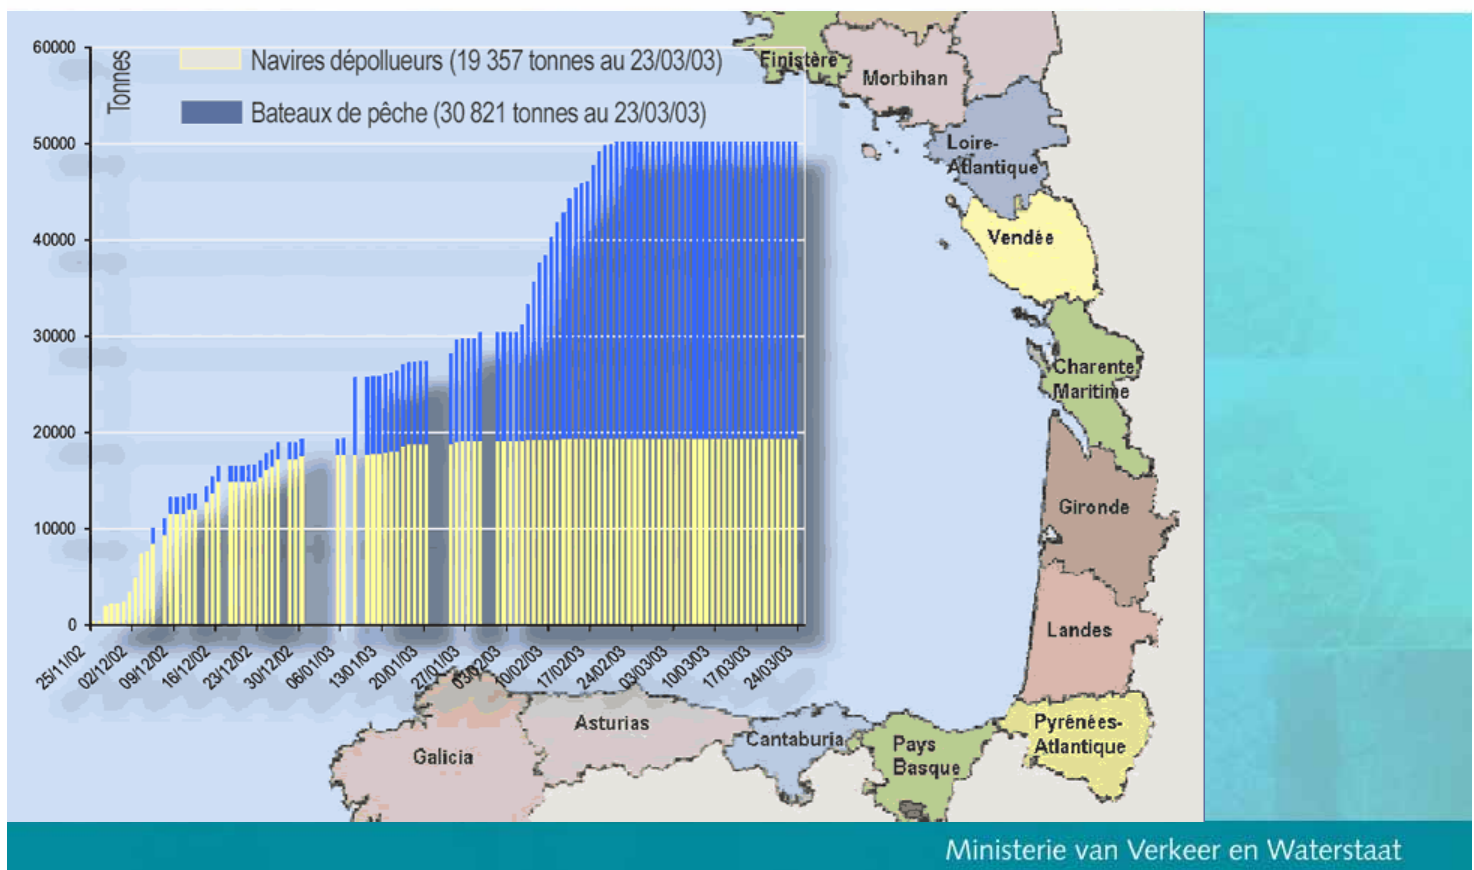 60000
50000
40000
30000
20000
10000
0
Tonnes
Navires dépollueurs (19 357 tonnes au 23/03/03)
Bateaux de pêche (30 821 tonnes au 23/03/03)
25/11/02
02/12/02
09/12/02
16/12/02
23/12/02
30/12/02
06/01/03
13/01/03
20/01/03
27/01/03
03/02/03
10/02/03
17/02/03
24/02/03
03/03/03
10/03/03
17/03/03
24/03/03
Finistère
Morbihan
Loire-
Atlantique
Vendée
Charente
Maritime
Gironde
Landes
Pyrénées-
Atlantique
Pays
Basque
Cantaburia
Asturias
Galicia
Ministerie van Verkeer en Waterstaat